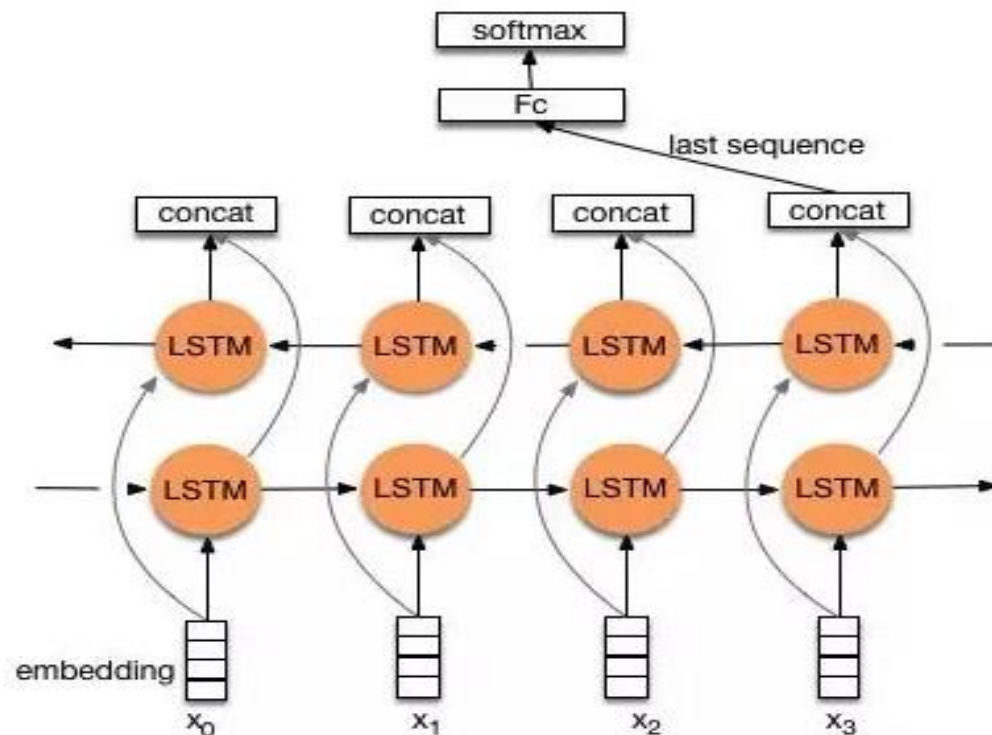 softmax
Fc
last sequence
concat concat concat concat
LSTM LSTM LSTM LSTM
LSTM LSTM LSTM LSTM
embedding
x₀ x₁ x₂ x₃